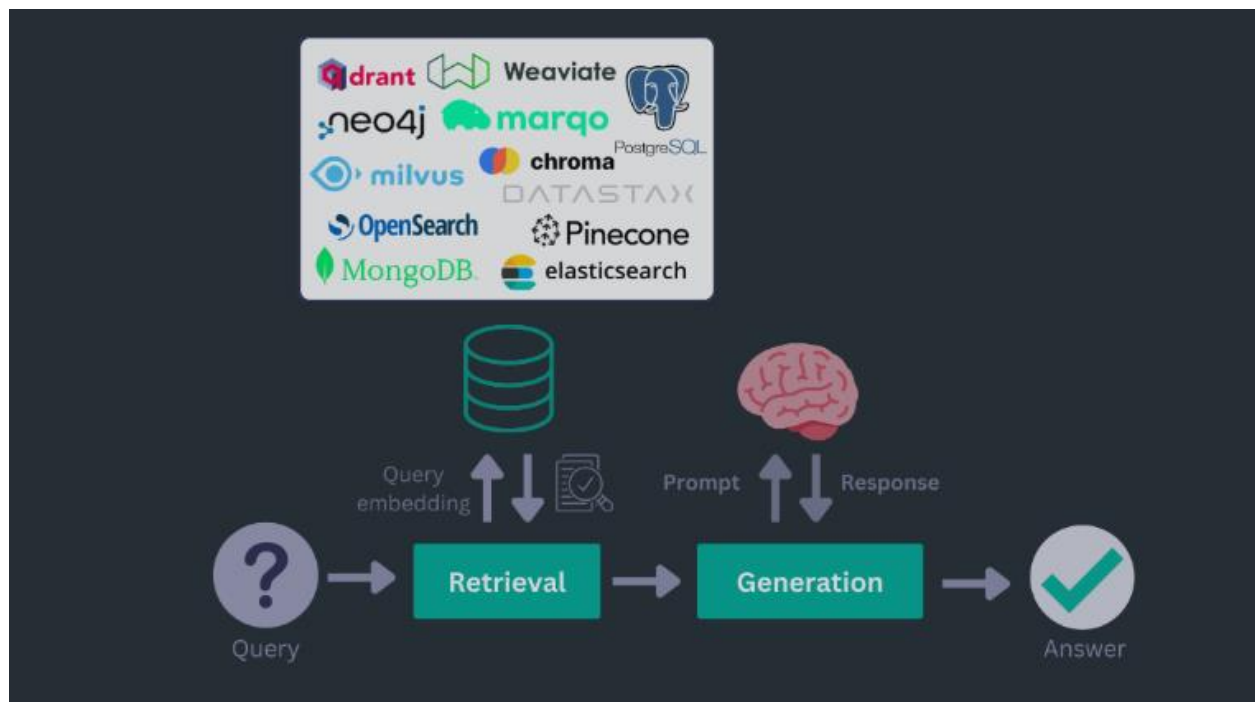 qdrant
Weaviate
neo4j
marqo
PostgreSQL
milvus
chroma
DATASTAX
OpenSearch
Pinecone
MongoDB.
elasticsearch
Query
embedding
Prompt
Response
?
Retrieval
Generation
Query
Answer